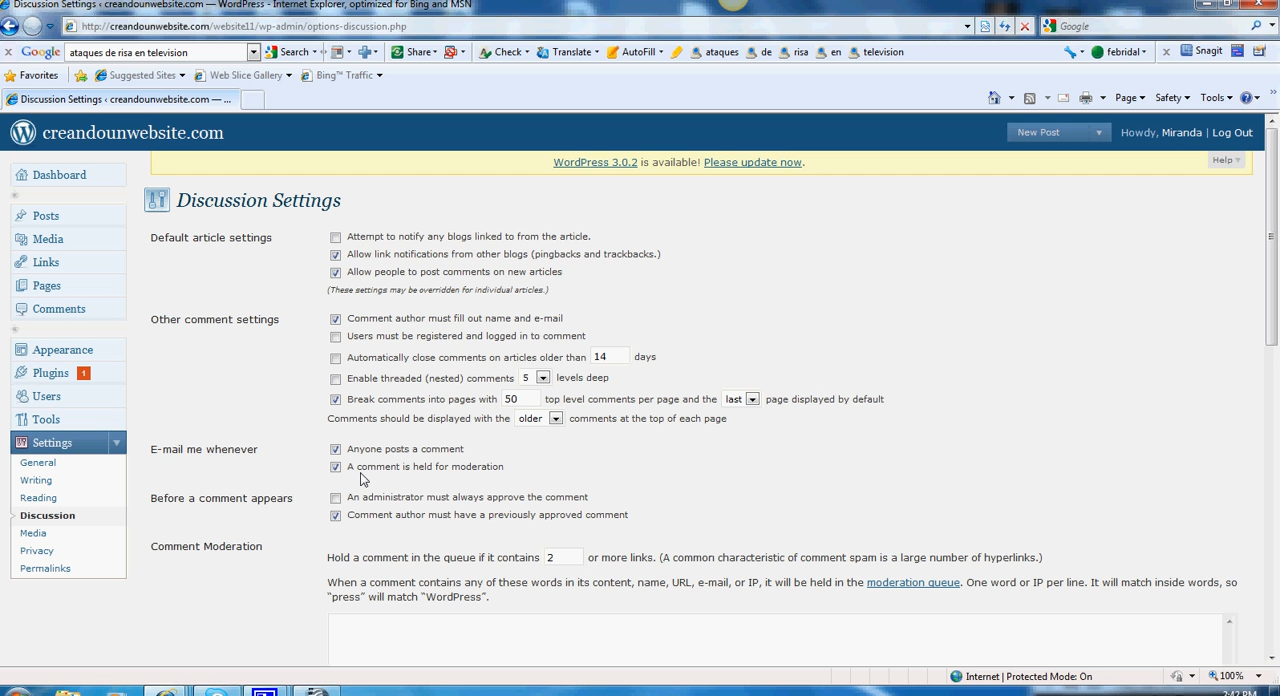 Discussion Settings ‹ creandounwebsite.com — WordPress - Internet Explorer, optimized for Bing and MSN
http://creandounwebsite.com/website11/wp-admin/options-discussion.php
Google
Google ataques de risa en television Search Share Check Translate AutoFill ataques de risa en television febridal Snagit
Favorites Suggested Sites Web Slice Gallery Bing™ Traffic
Discussion Settings ‹ creandounwebsite.com — ...
Page Safety Tools
creandounwebsite.com
New Post
Howdy, Miranda | Log Out
Dashboard
WordPress 3.0.2 is available! Please update now.
Help
Discussion Settings
Posts
Media
Links
Pages
Comments
Appearance
Plugins 1
Users
Tools
Settings
General
Writing
Reading
Discussion
Media
Privacy
Permalinks
Default article settings
Attempt to notify any blogs linked to from the article.
Allow link notifications from other blogs (pingbacks and trackbacks.)
Allow people to post comments on new articles
(These settings may be overridden for individual articles.)
Other comment settings
Comment author must fill out name and e-mail
Users must be registered and logged in to comment
Automatically close comments on articles older than 14 days
Enable threaded (nested) comments 5 levels deep
Break comments into pages with 50 top level comments per page and the last page displayed by default
Comments should be displayed with the older comments at the top of each page
E-mail me whenever
Anyone posts a comment
A comment is held for moderation
Before a comment appears
An administrator must always approve the comment
Comment author must have a previously approved comment
Comment Moderation
Hold a comment in the queue if it contains 2 or more links. (A common characteristic of comment spam is a large number of hyperlinks.)
When a comment contains any of these words in its content, name, URL, e-mail, or IP, it will be held in the moderation queue. One word or IP per line. It will match inside words, so
“press” will match “WordPress”.
Internet | Protected Mode: On
100%
2:42 PM